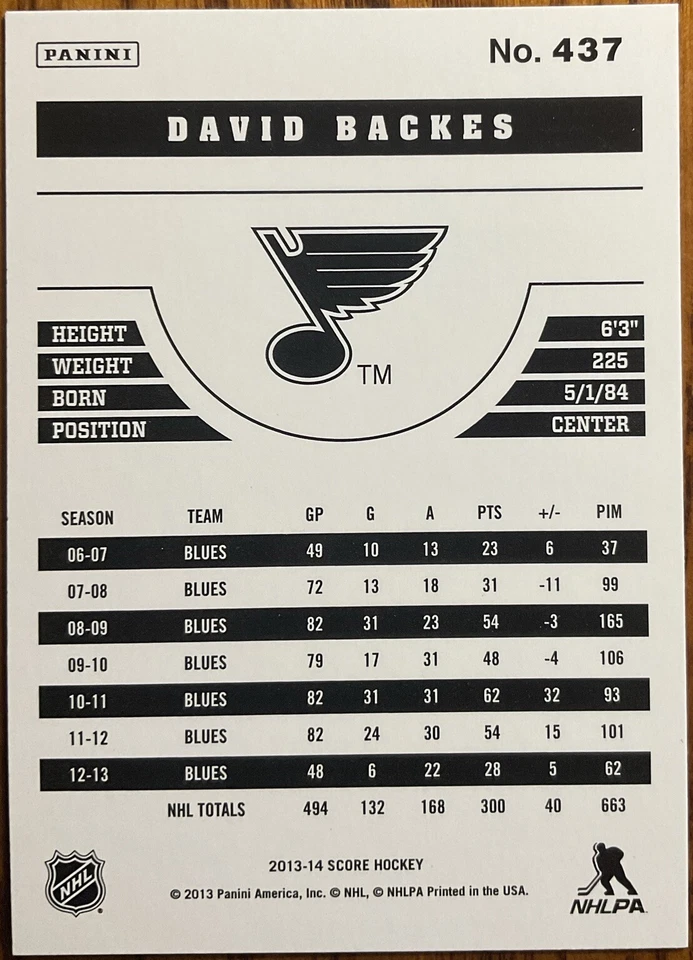 PANINI
No. 437
DAVID BACKES
TM
HEIGHT 6'3"
WEIGHT 225
BORN 5/1/84
POSITION CENTER
SEASON TEAM GP G A PTS +/- PIM
06-07 BLUES 49 10 13 23 6 37
07-08 BLUES 72 13 18 31 -11 99
08-09 BLUES 82 31 23 54 -3 165
09-10 BLUES 79 17 31 48 -4 106
10-11 BLUES 82 31 31 62 32 93
11-12 BLUES 82 24 30 54 15 101
12-13 BLUES 48 6 22 28 5 62
NHL TOTALS 494 132 168 300 40 663
NHL
2013-14 SCORE HOCKEY
© 2013 Panini America, Inc. © NHL, © NHLPA Printed in the USA.
NHLPA